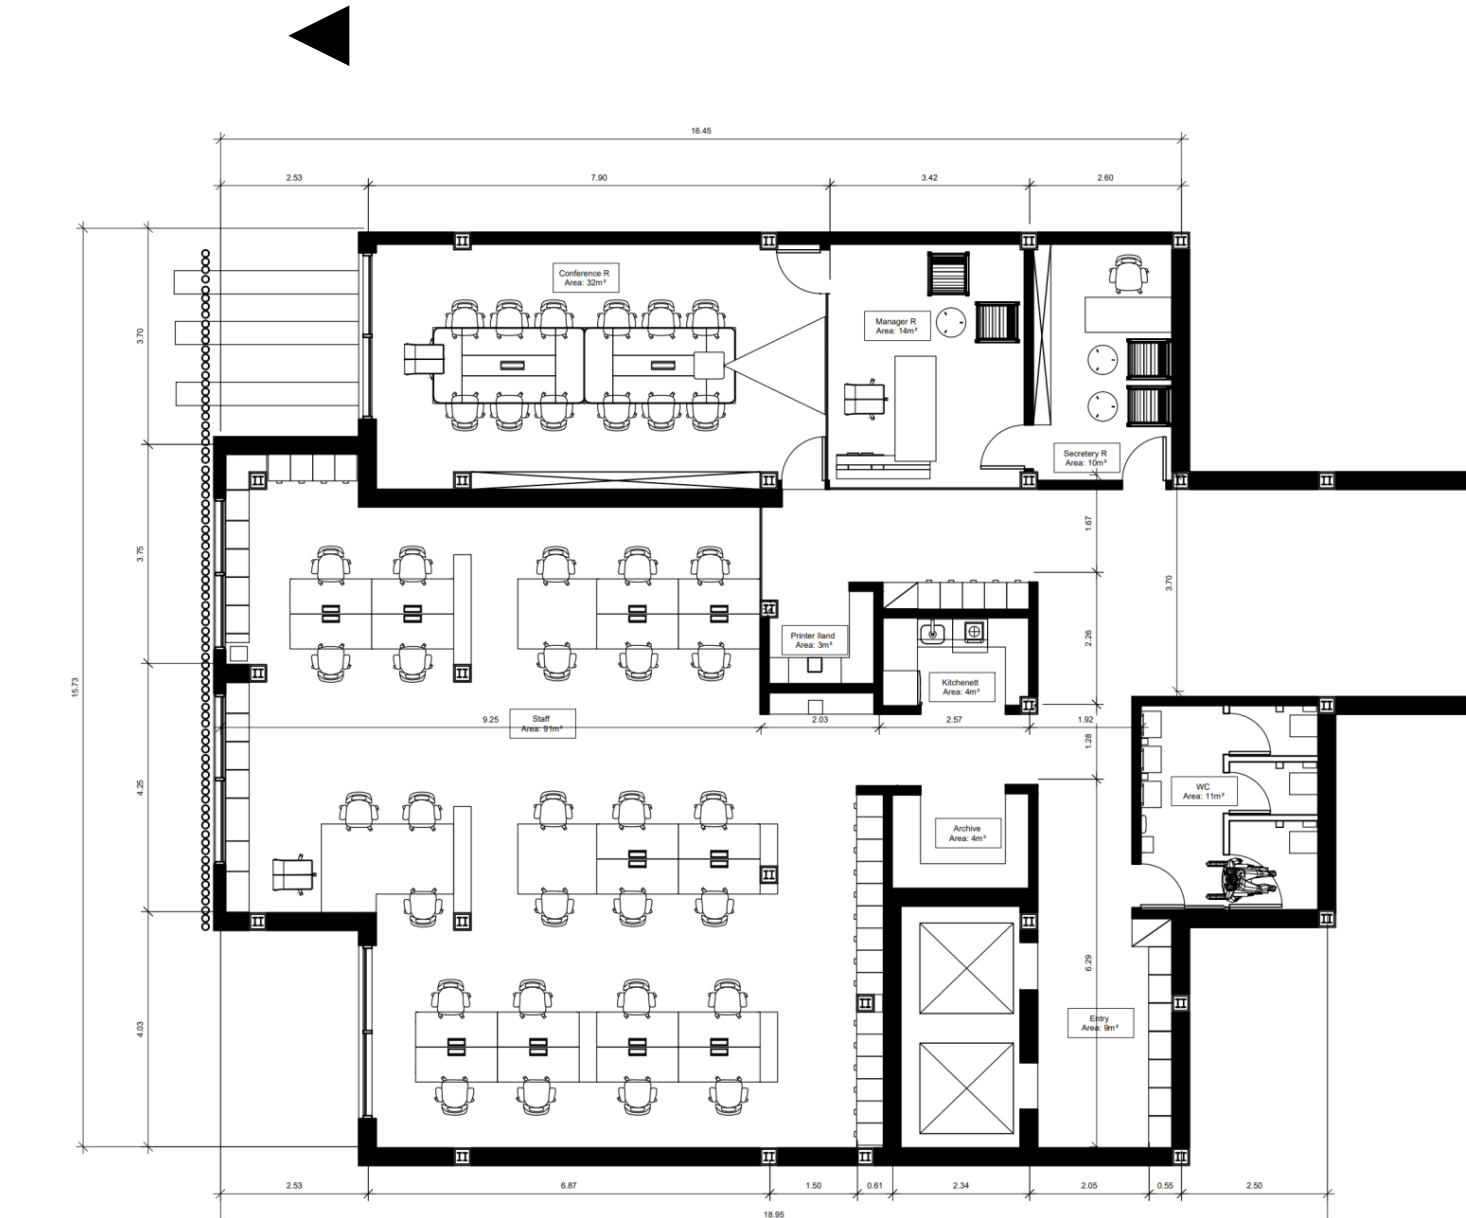 16.45
2.53
7.90
3.42
2.60
Conference R
Area: 32m²
Manager R
Area: 14m²
3.70
Secretery R
Area: 10m²
1.67
3.75
3.70
Printer Iland
Area: 3m²
2.26
Kitchenett
Area: 4m²
15.73
9.25
Staff
Area: 91m²
2.03
2.57
1.92
1.28
4.25
WC
Area: 11m²
Archive
Area: 4m²
6.29
Entry
Area: 9m²
4.03
2.53
6.87
1.50
0.61
2.34
2.05
0.55
2.50
18.95